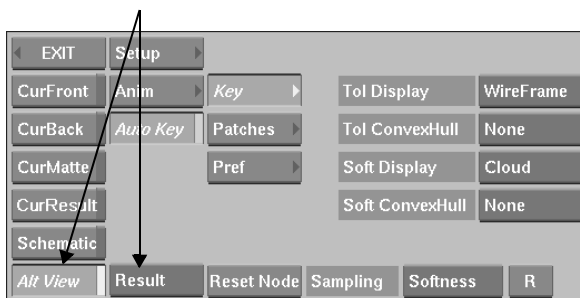 EXIT Setup
CurFront Anim Key Tol Display WireFrame
CurBack Auto Key Patches Tol ConvexHull None
CurMatte Pref Soft Display Cloud
CurResult Soft ConvexHull None
Schematic
Alt View Result Reset Node Sampling Softness R